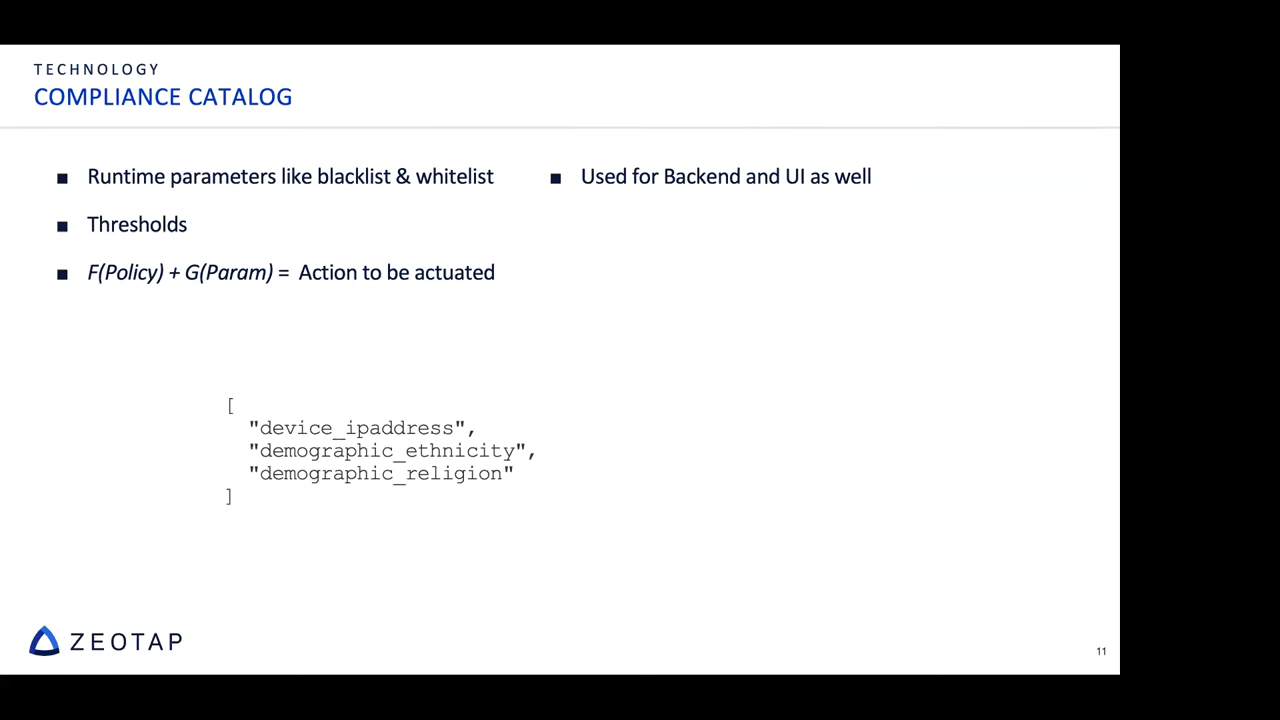 TECHNOLOGY
COMPLIANCE CATALOG
■ Runtime parameters like blacklist & whitelist
■ Thresholds
■ F(Policy) + G(Param) = Action to be actuated
■ Used for Backend and UI as well
[
"device_ipaddress",
"demographic_ethnicity",
"demographic_religion"
]
ZEOTAP
11